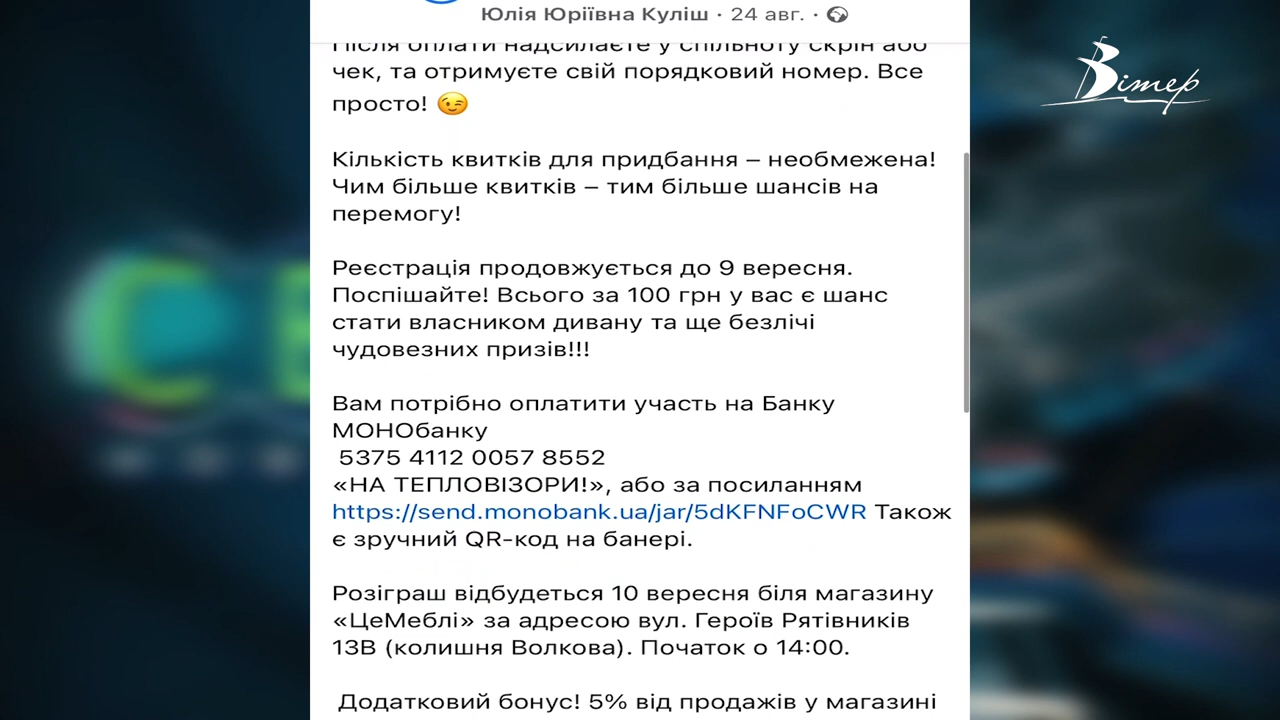 Юлія Юріївна Куліш · 24 авг. ·
Вітер
Після оплати надсилаєте у спільноту скрін або
чек, та отримуєте свій порядковий номер. Все
просто! 😉
Кількість квитків для придбання – необмежена!
Чим більше квитків – тим більше шансів на
перемогу!
Реєстрація продовжується до 9 вересня.
Поспішайте! Всього за 100 грн у вас є шанс
стати власником дивану та ще безлічі
чудовезних призів!!!
Вам потрібно оплатити участь на Банку
МОНОбанку
5375 4112 0057 8552
«НА ТЕПЛОВІЗОРИ!», або за посиланням
https://send.monobank.ua/jar/5dKFNFoCWR Також
є зручний QR-код на банері.
Розіграш відбудеться 10 вересня біля магазину
«ЦеМеблі» за адресою вул. Героїв Рятівників
13В (колишня Волкова). Початок о 14:00.
Додатковий бонус! 5% від продажів у магазині